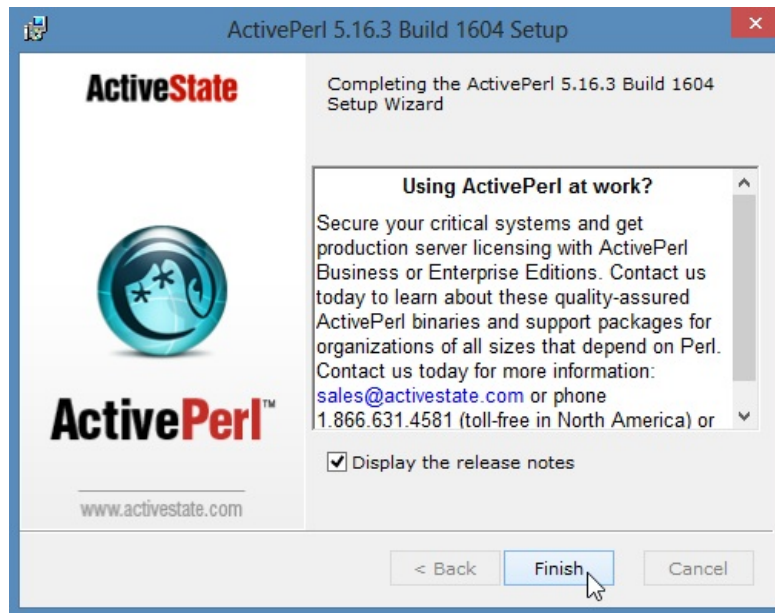 ActivePerl 5.16.3 Build 1604 Setup
ActiveState
Completing the ActivePerl 5.16.3 Build 1604
Setup Wizard
Using ActivePerl at work?
Secure your critical systems and get
production server licensing with ActivePerl
Business or Enterprise Editions. Contact us
today to learn about these quality-assured
ActivePerl binaries and support packages for
organizations of all sizes that depend on Perl.
Contact us today for more information:
sales@activestate.com or phone
1.866.631.4581 (toll-free in North America) or
ActivePerl™
Display the release notes
www.activestate.com
< Back
Finish
Cancel